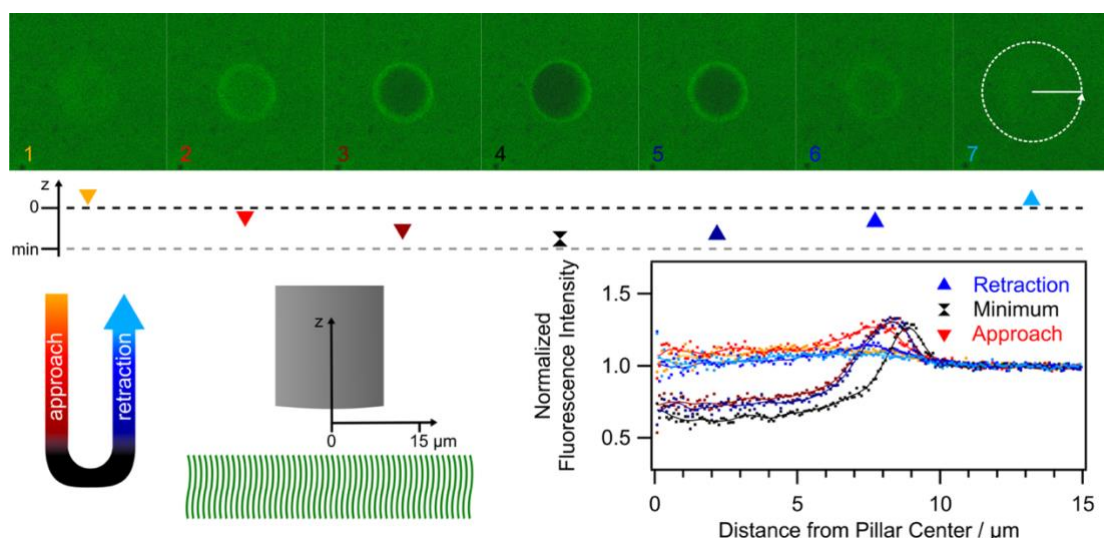 1 2 3 4 5 6 7
z
0
min
approach
retraction
z
0 15 µm
Normalized
Fluorescence Intensity
1.5
1.0
0.5
Retraction
Minimum
Approach
0 5 10 15
Distance from Pillar Center / µm